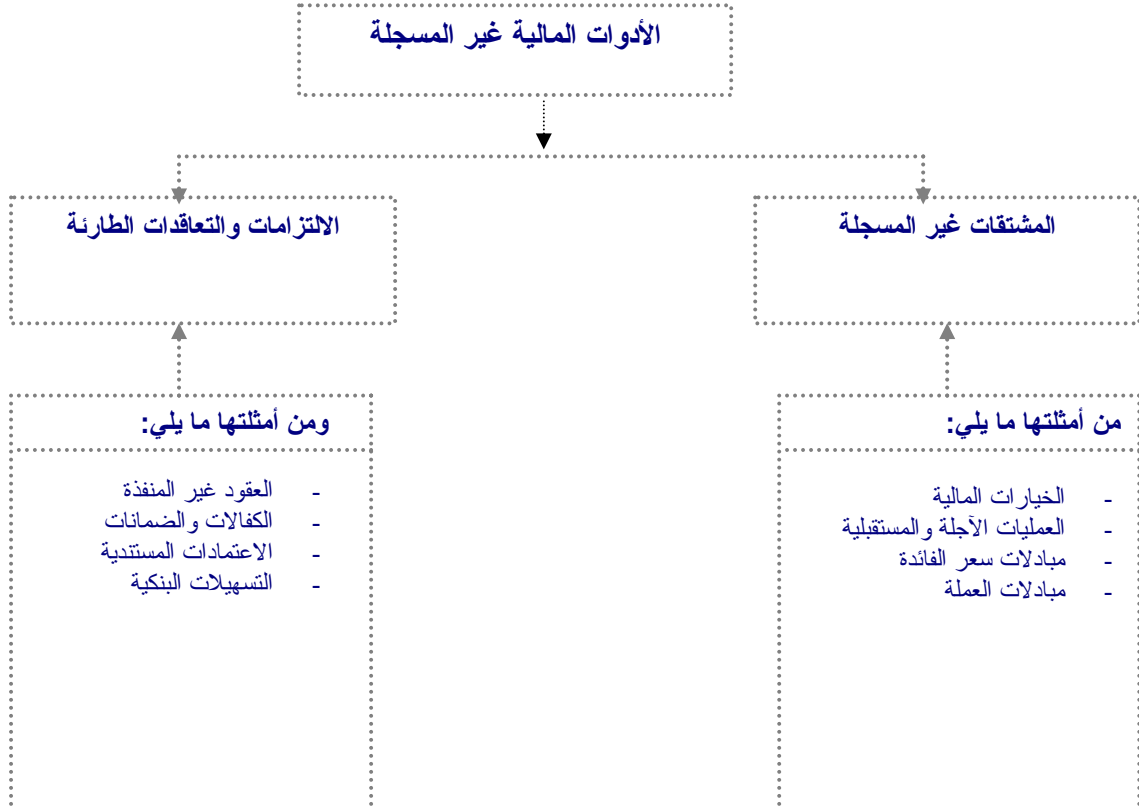 الأدوات المالية غير المسجلة
المشتقات غير المسجلة
الالتزامات والتعاقدات الطارئة
من أمثلتها ما يلي:
- الخيارات المالية
- العمليات الآجلة والمستقبلية
- مبادلات سعر الفائدة
- مبادلات العملة
ومن أمثلتها ما يلي:
- العقود غير المنفذة
- الكفالات والضمانات
- الاعتمادات المستندية
- التسهيلات البنكية